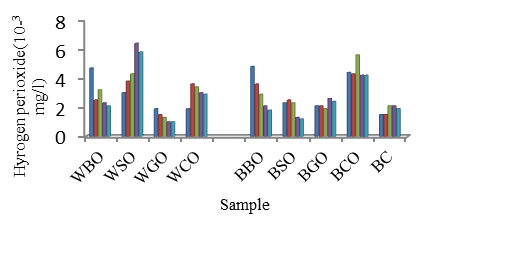 Hyrogen perioxide(10-³
mg/l)
8
6
4
2
0
WBO WSO WGO WCO BBO BSO BGO BCO BC
Sample